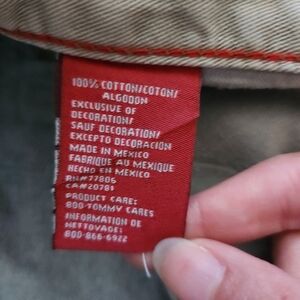 100% COTTON/COTON/
ALGODON
EXCLUSIVE OF
DECORATION/
SAUF DECORATION/
EXCEPTO DECORACION
MADE IN MEXICO
FABRIQUE AU MEXIQUE
HECHO EN MEXICO
RN#77806
CA#20781
PRODUCT CARE:
800-TOMMY CARES
INFORMATION DE
NETTOYAGE:
800-866-6922